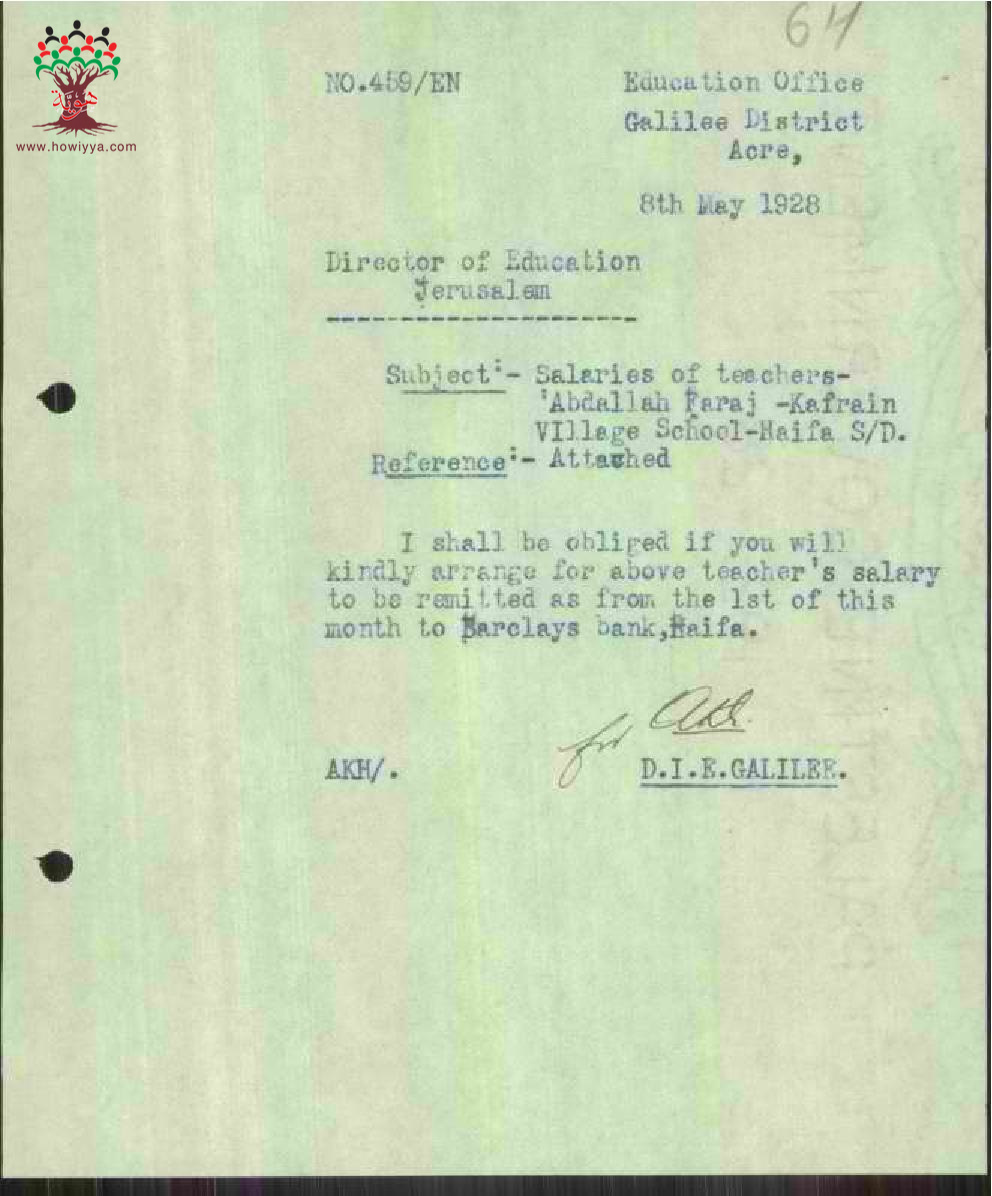 64
هوية
www.howiyya.com
NO.459/EN
Education Office
Galilee District
Acre,
8th May 1928
Director of Education
Jerusalem
---------------------
Subject:- Salaries of teachers-
'Abdallah Faraj -Kafrain
VIllage School-Haifa S/D.
Reference:- Attached
I shall be obliged if you will
kindly arrange for above teacher's salary
to be remitted as from the 1st of this
month to Barclays bank,Haifa.
for
AKH/.
D.I.E.GALILEE.